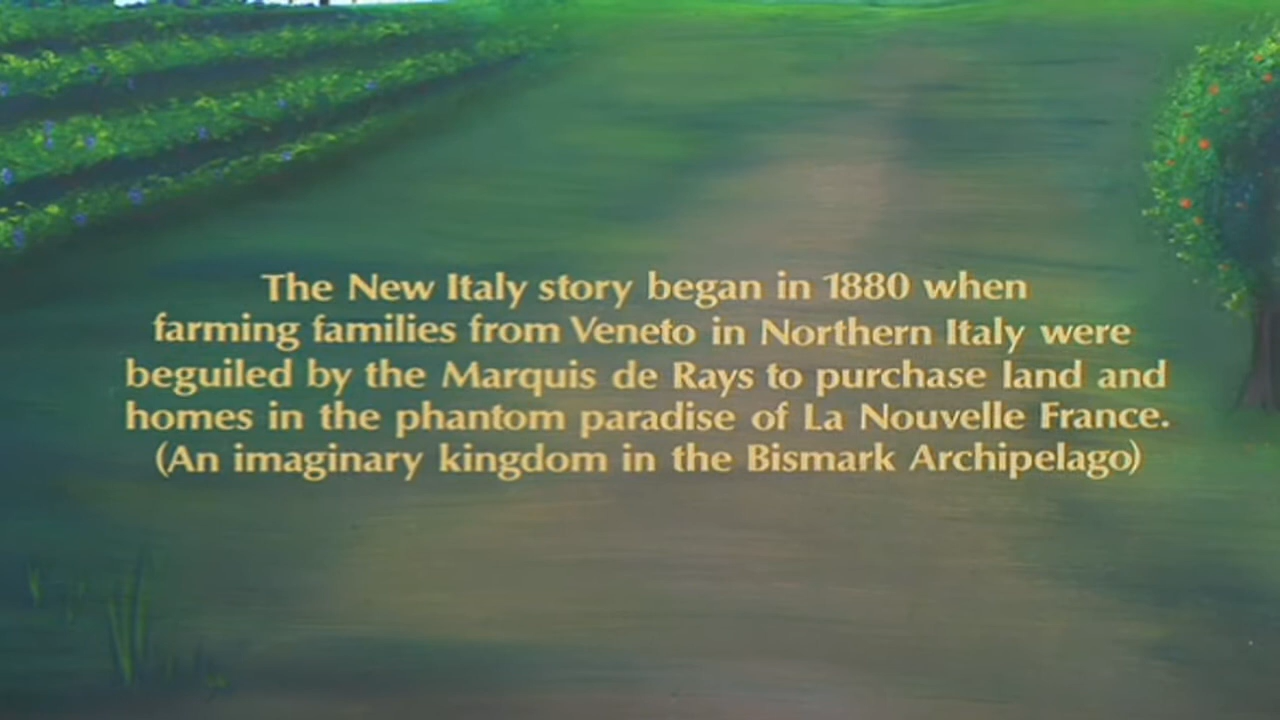 The New Italy story began in 1880 when
farming families from Veneto in Northern Italy were
beguiled by the Marquis de Rays to purchase land and
homes in the phantom paradise of La Nouvelle France.
(An imaginary kingdom in the Bismark Archipelago)